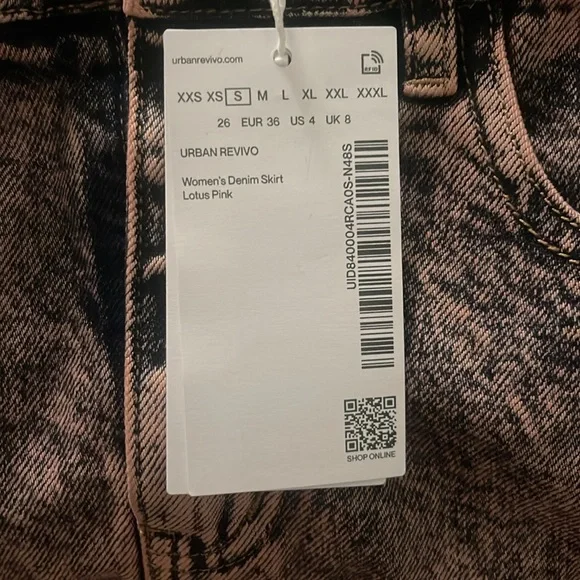 urbanrevivo.com
RFID
XXS XS S M L XL XXL XXXL
26 EUR 36 US 4 UK 8
URBAN REVIVO
Women's Denim Skirt
Lotus Pink
UID840004RCA0S-N48S
SHOP ONLINE